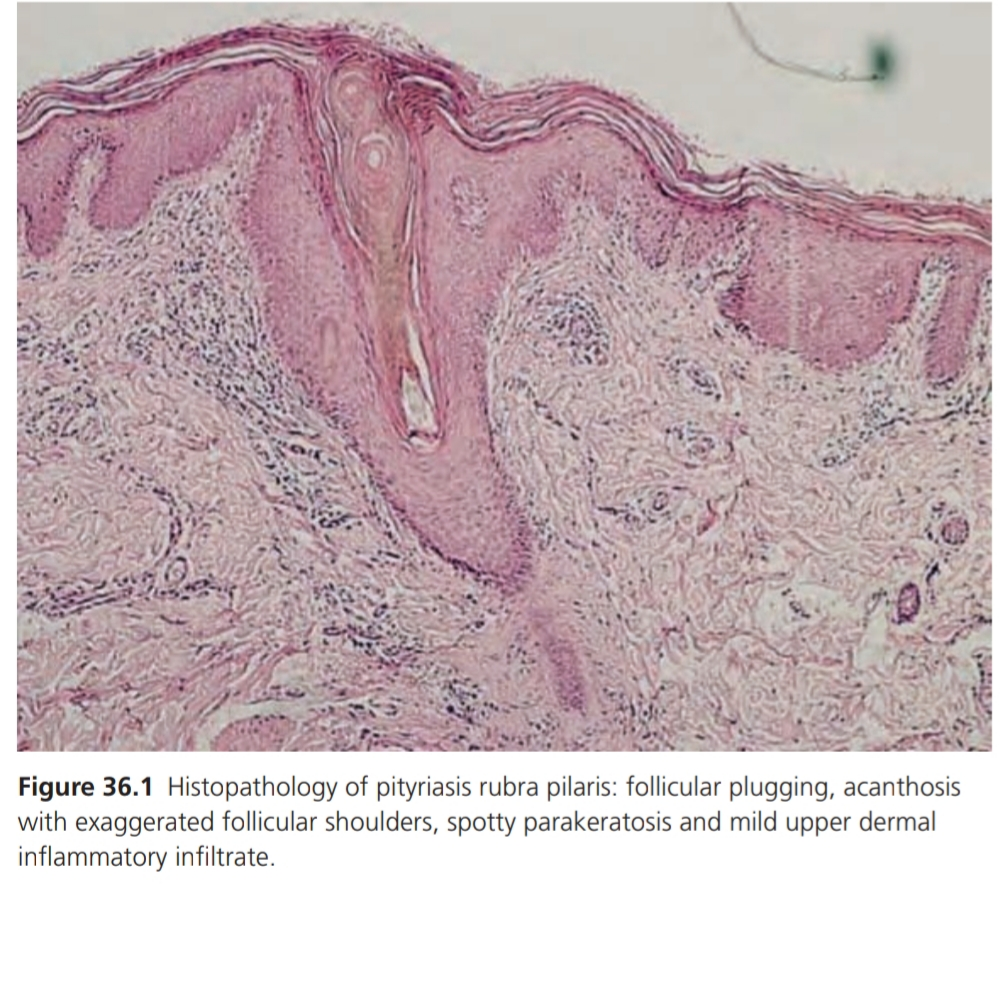 Figure 36.1 Histopathology of pityriasis rubra pilaris: follicular plugging, acanthosis
with exaggerated follicular shoulders, spotty parakeratosis and mild upper dermal
inflammatory infiltrate.